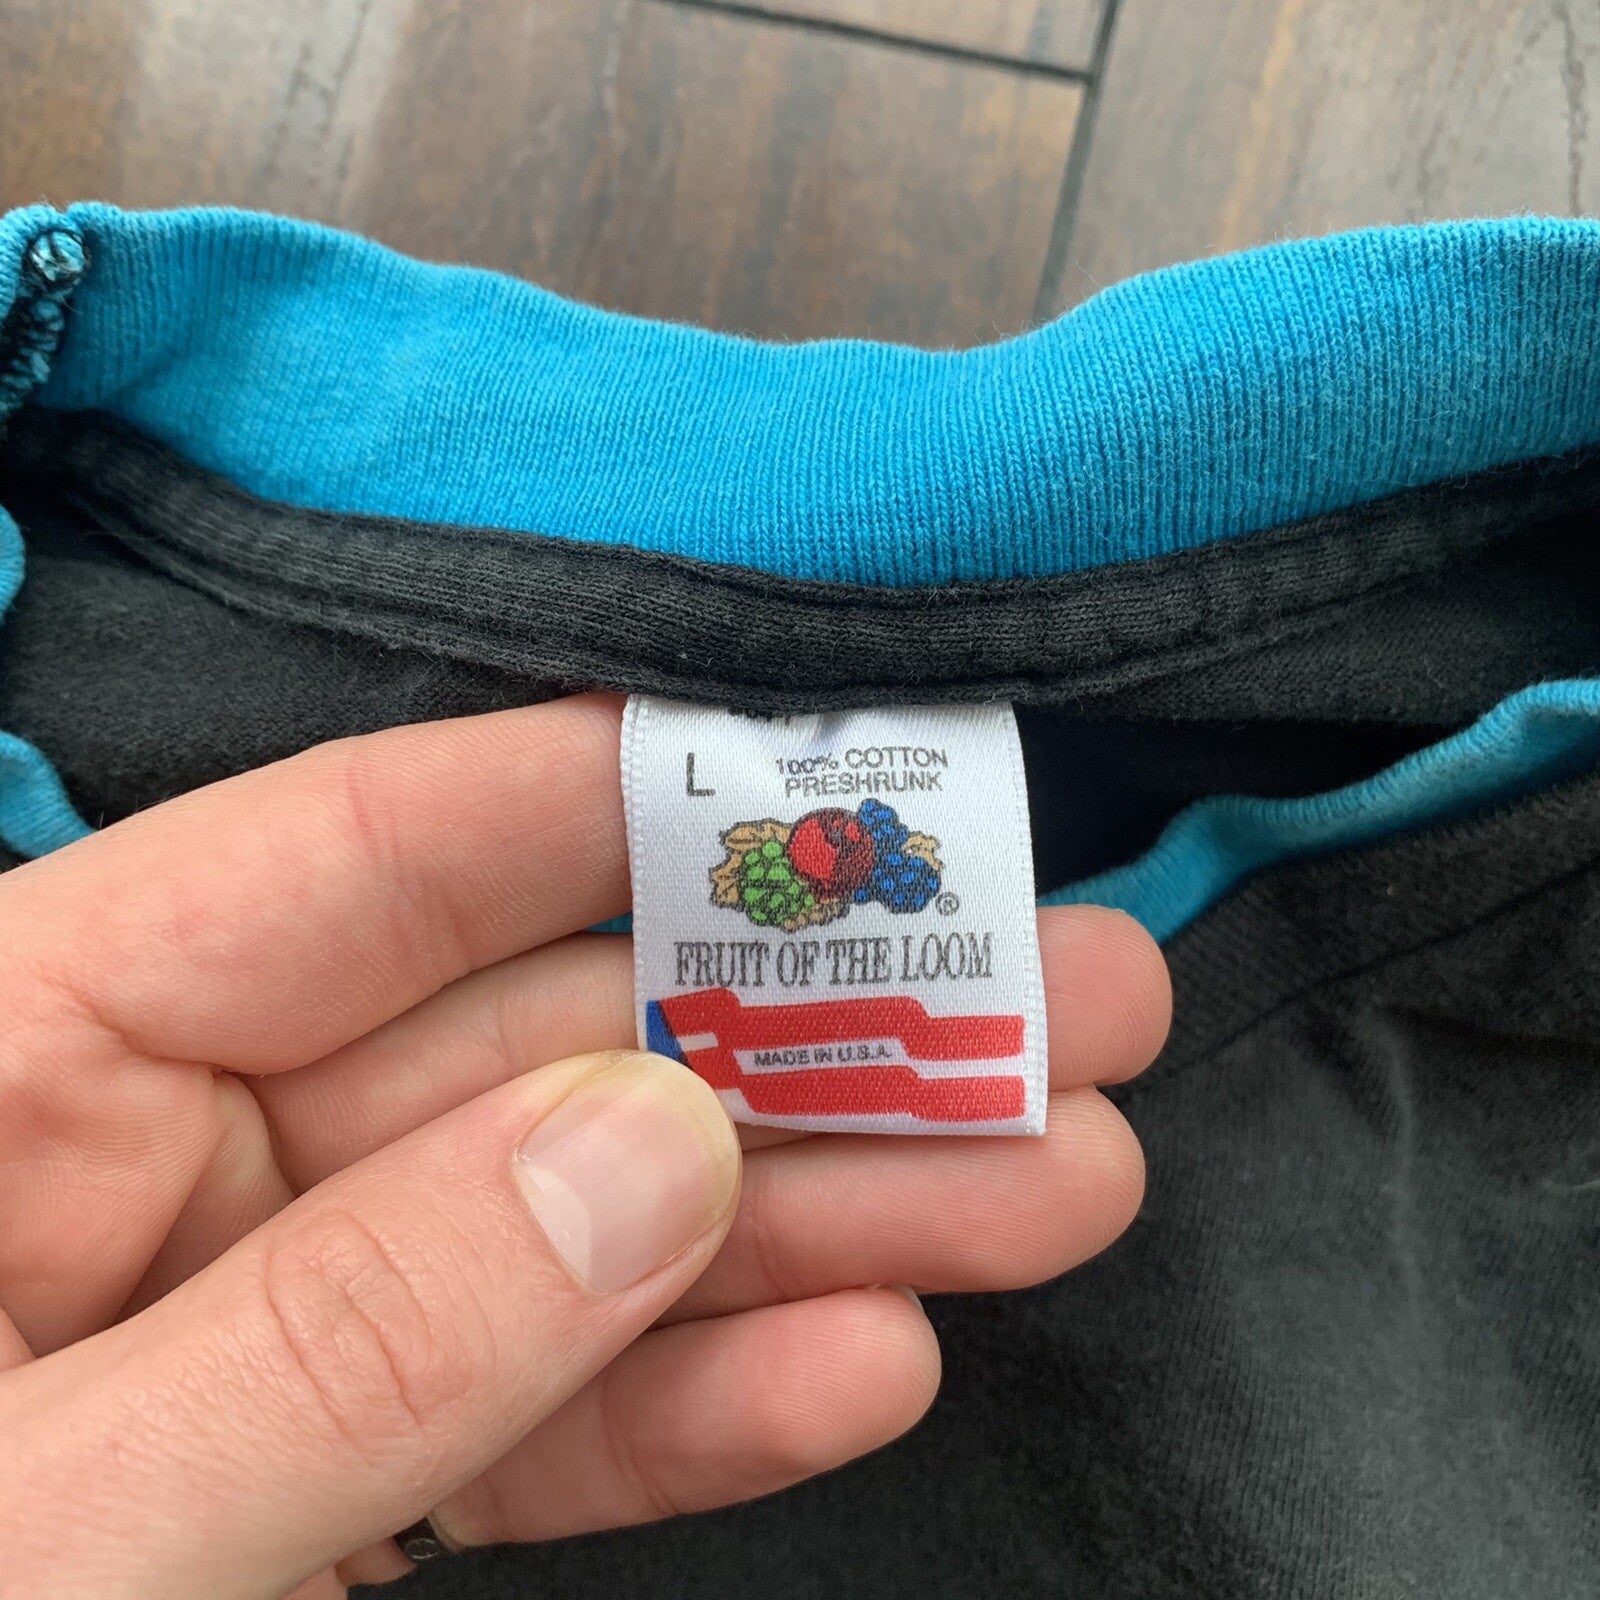 L
100% COTTON
PRESHRUNK
®
FRUIT OF THE LOOM
MADE IN U.S.A.